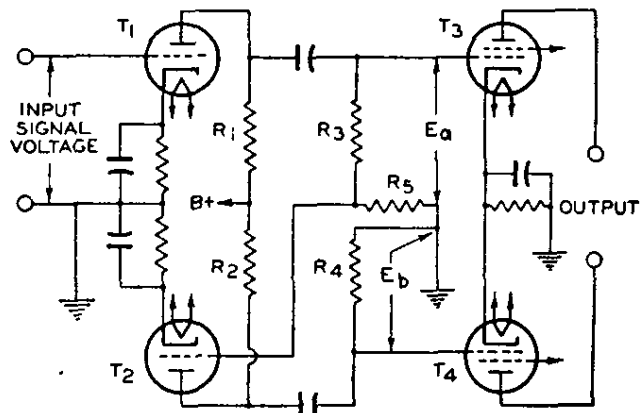 T1
T3
INPUT
SIGNAL
VOLTAGE
R1
R3
Ea
B+
R5
OUTPUT
R2
R4
Eb
T2
T4